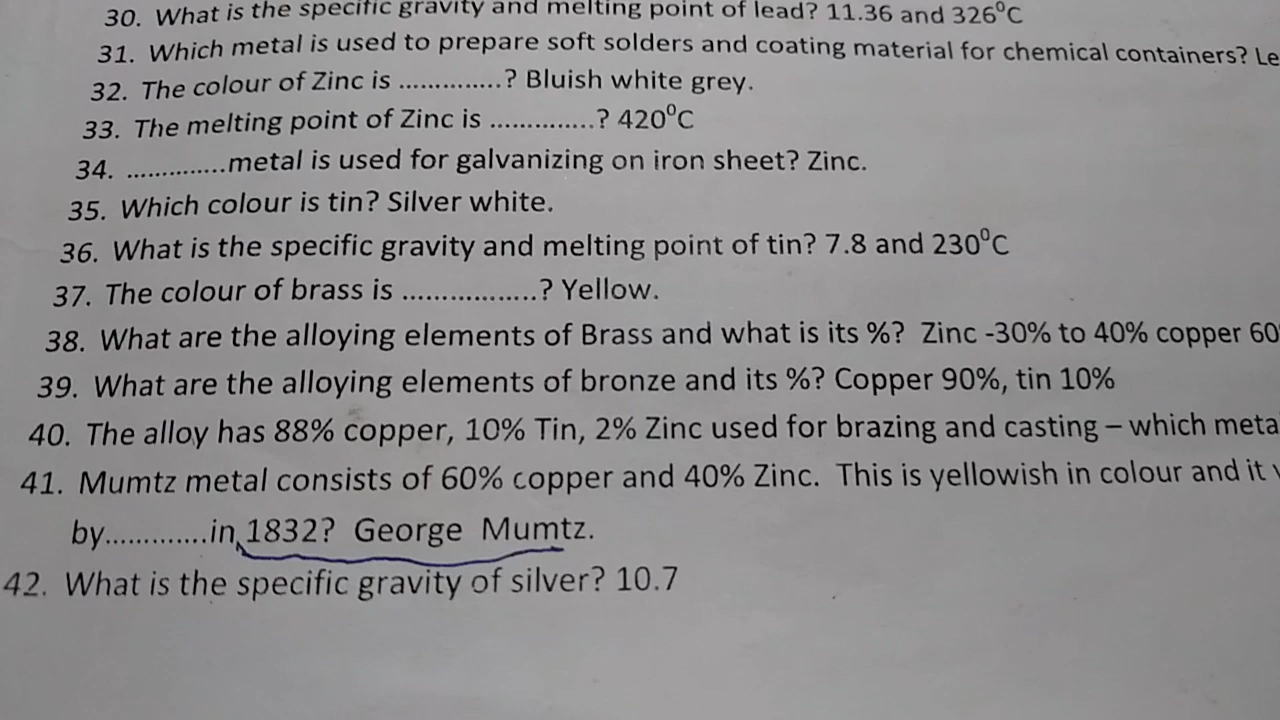 30. What is the specific gravity and melting point of lead? 11.36 and 326⁰C
31. Which metal is used to prepare soft solders and coating material for chemical containers? Le
32. The colour of Zinc is ..............? Bluish white grey.
33. The melting point of Zinc is ..............? 420⁰C
34. ..............metal is used for galvanizing on iron sheet? Zinc.
35. Which colour is tin? Silver white.
36. What is the specific gravity and melting point of tin? 7.8 and 230⁰C
37. The colour of brass is .................? Yellow.
38. What are the alloying elements of Brass and what is its %? Zinc -30% to 40% copper 60
39. What are the alloying elements of bronze and its %? Copper 90%, tin 10%
40. The alloy has 88% copper, 10% Tin, 2% Zinc used for brazing and casting – which meta
41. Mumtz metal consists of 60% copper and 40% Zinc. This is yellowish in colour and it
by.............in 1832? George Mumtz.
42. What is the specific gravity of silver? 10.7